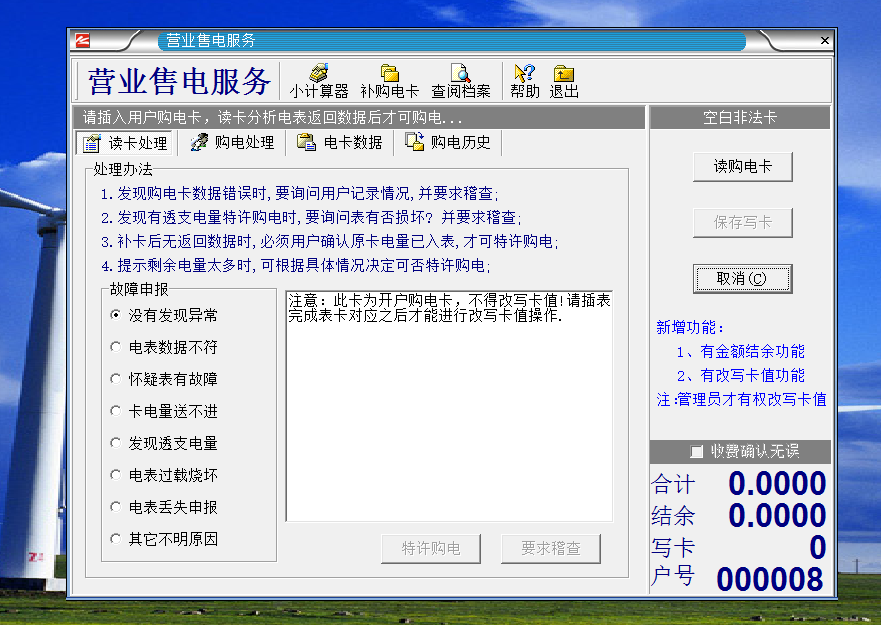 营业售电服务
营业售电服务
小计算器 补购电卡 查阅档案 帮助 退出
请插入用户购电卡，读卡分析电表返回数据后才可购电...
空白非法卡
读卡处理 购电处理 电卡数据 购电历史
处理办法
1.发现购电卡数据错误时,要询问用户记录情况,并要求稽查;
2.发现有透支电量特许购电时,要询问表有否损坏? 并要求稽查;
3.补卡后无返回数据时,必须用户确认原卡电量已入表,才可特许购电;
4.提示剩余电量太多时,可根据具体情况决定可否特许购电;
故障申报
没有发现异常
电表数据不符
怀疑表有故障
卡电量送不进
发现透支电量
电表过载烧坏
电表丢失申报
其它不明原因
注意：此卡为开户购电卡，不得改写卡值!请插表
完成表卡对应之后才能进行改写卡值操作.
特许购电 要求稽查
读购电卡
保存写卡
取消(C)
新增功能:
1、有金额结余功能
2、有改写卡值功能
注:管理员才有权改写卡值
收费确认无误
合计 0.0000
结余 0.0000
写卡 0
户号 000008